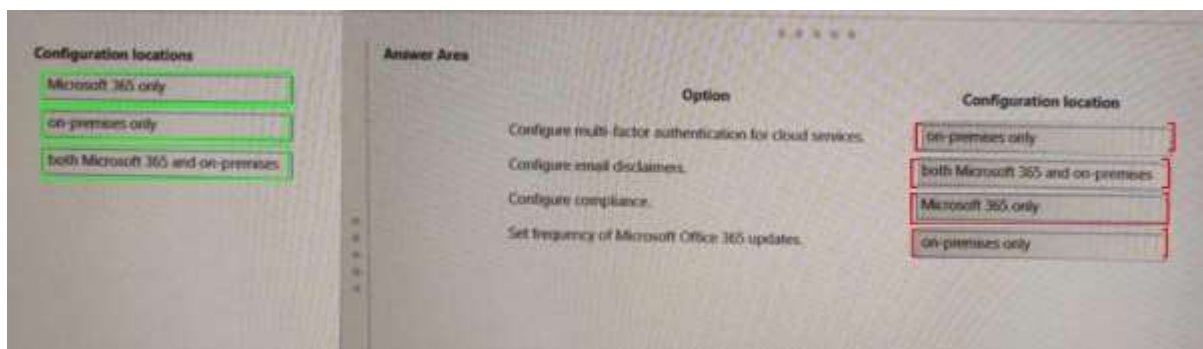 Configuration locations
Microsoft 365 only
on-premises only
both Microsoft 365 and on-premises
Answer Area
Option
Configuration location
Configure multi-factor authentication for cloud services.
on-premises only
Configure email disclaimers.
both Microsoft 365 and on-premises
Configure compliance.
Microsoft 365 only
Set frequency of Microsoft Office 365 updates.
on-premises only